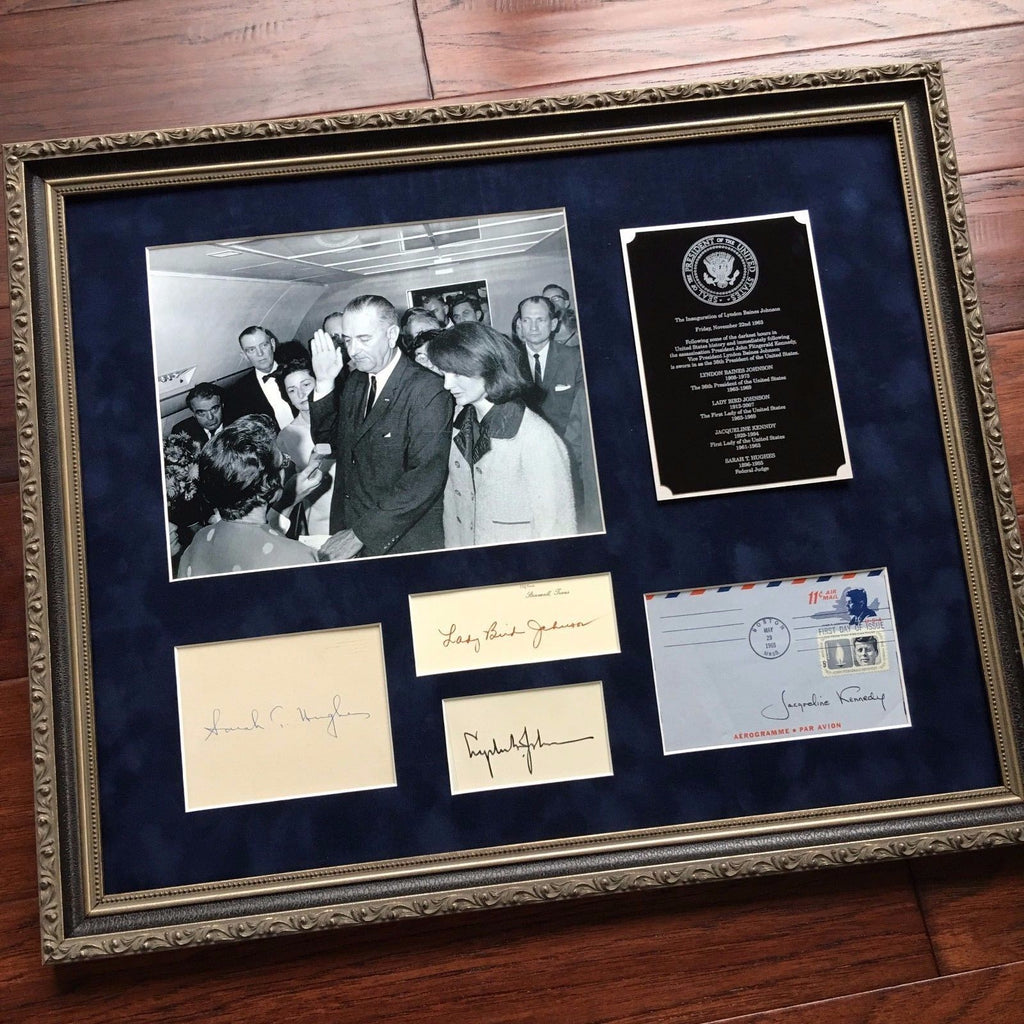 SEAL OF THE PRESIDENT OF THE UNITED STATES
The Inauguration of Lyndon Baines Johnson
Friday, November 22nd 1963
Following some of the darkest hours in
United States history and immediately following
the assassination President John Fitzgerald Kennedy,
Vice President Lyndon Baines Johnson
is sworn in as the 36th President of the United States.
LYNDON BAINES JOHNSON
1908-1973
The 36th President of the United States
1963-1969
LADY BIRD JOHNSON
1912-2007
The First Lady of the United States
1963-1969
JACQUELINE KENNDY
1929-1994
First Lady of the United States
1961-1963
SARAH T. HUGHES
1896-1985
Federal Judge
Stonewall, Texas
Lady Bird Johnson
Sarah T. Hughes
Lyndon B. Johnson
11¢ AIR
MAIL
BOSTON
MAY
29
MASS
FIRST DAY OF ISSUE
Jacqueline Kennedy
AEROGRAMME • PAR AVION